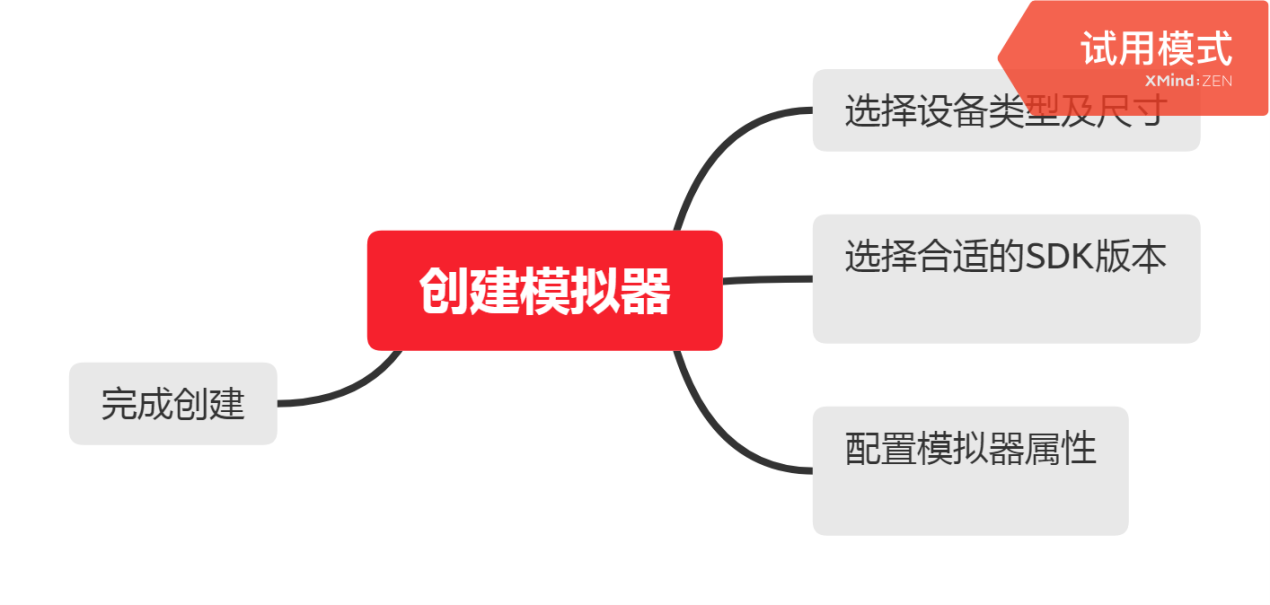 试用模式
XMind:ZEN
选择设备类型及尺寸
选择合适的SDK版本
创建模拟器
完成创建
配置模拟器属性